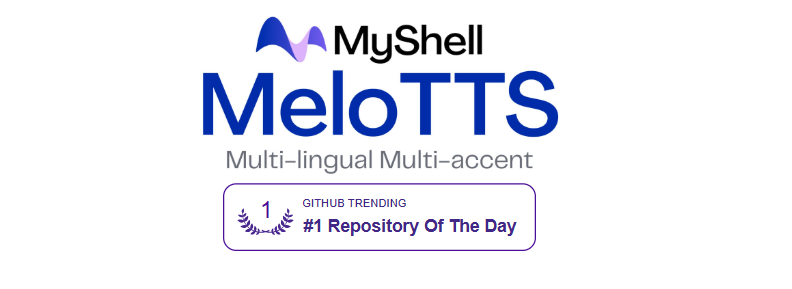 MyShell
MeloTTS
Multi-lingual Multi-accent
1
GITHUB TRENDING
#1 Repository Of The Day